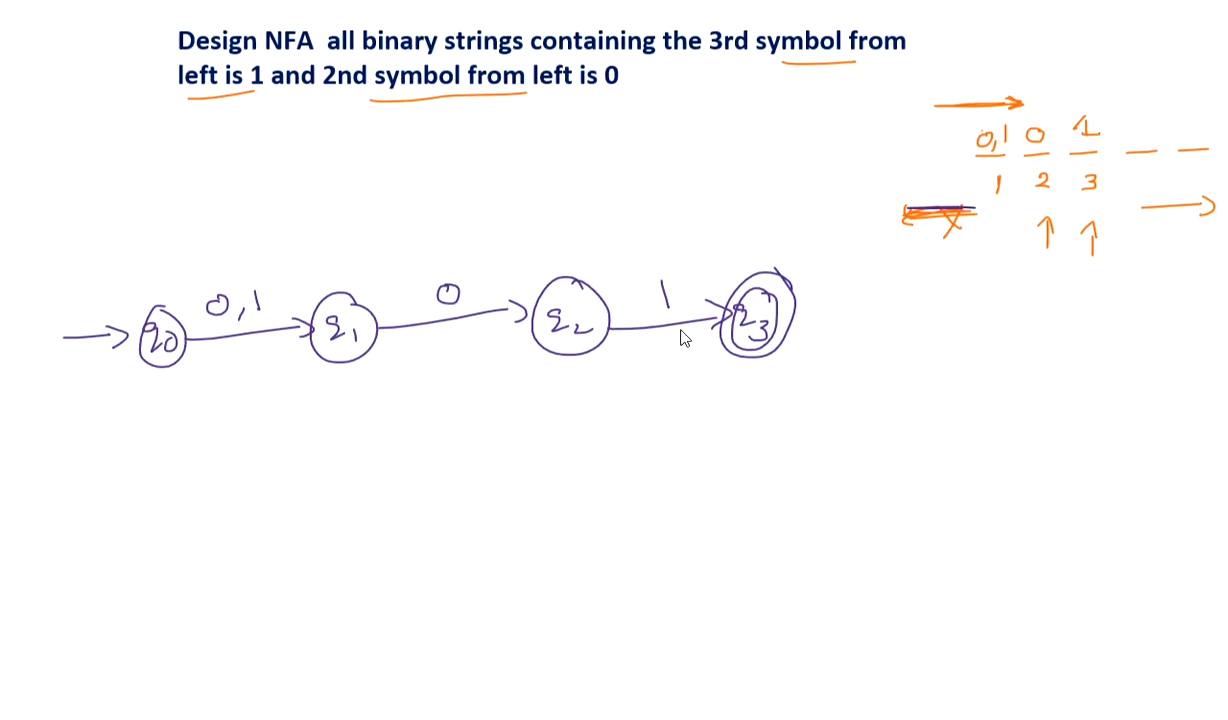 Design NFA all binary strings containing the 3rd symbol from
left is 1 and 2nd symbol from left is 0
0,1 0 1
1 2 3
x
0,1 0 1
q0 q1 q2 q3